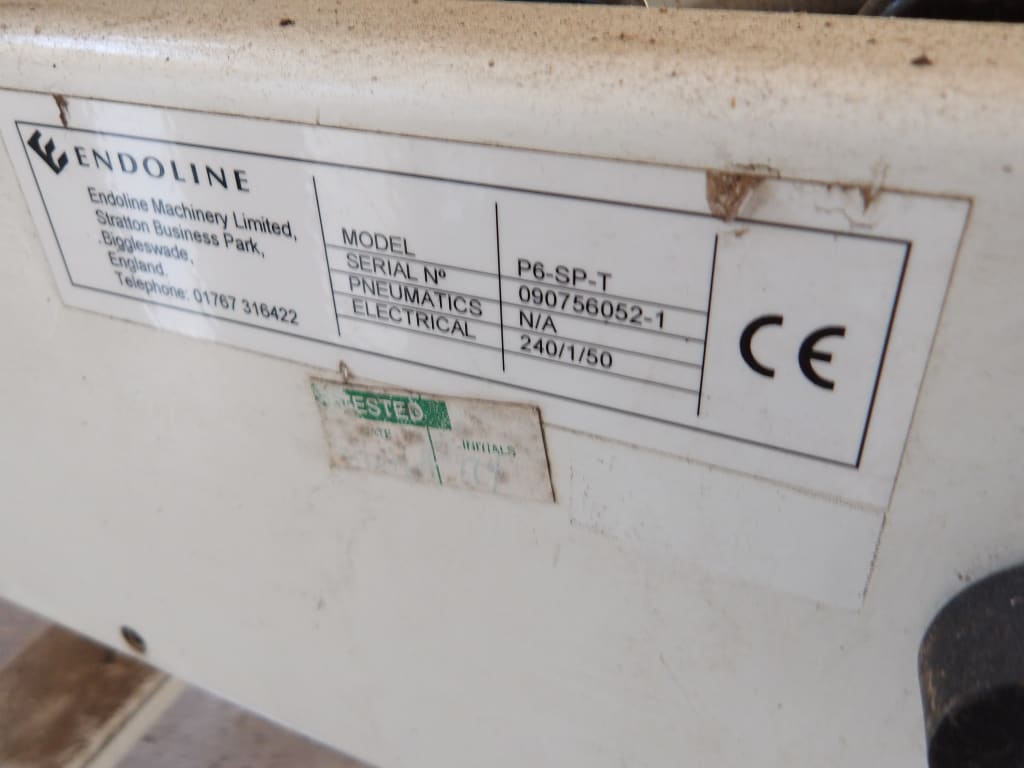 ENDOLINE
Endoline Machinery Limited,
Stratton Business Park,
Biggleswade,
England.
Telephone: 01767 316422
MODEL P6-SP-T
SERIAL Nº 090756052-1
PNEUMATICS N/A
ELECTRICAL 240/1/50
CE
TESTED
DATE INITIALS